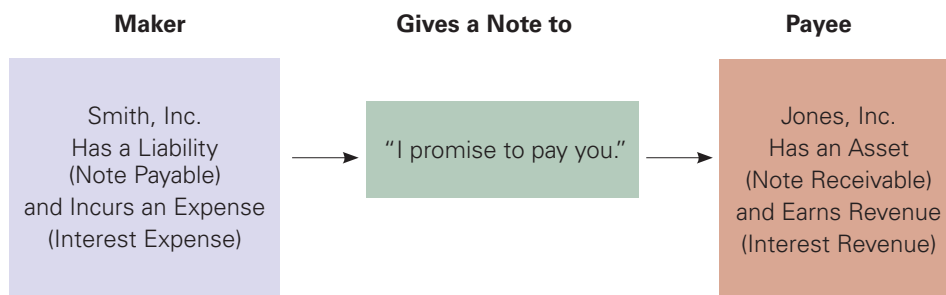 Maker
Gives a Note to
Payee
Smith, Inc.
Has a Liability
(Note Payable)
and Incurs an Expense
(Interest Expense)
“I promise to pay you.”
Jones, Inc.
Has an Asset
(Note Receivable)
and Earns Revenue
(Interest Revenue)